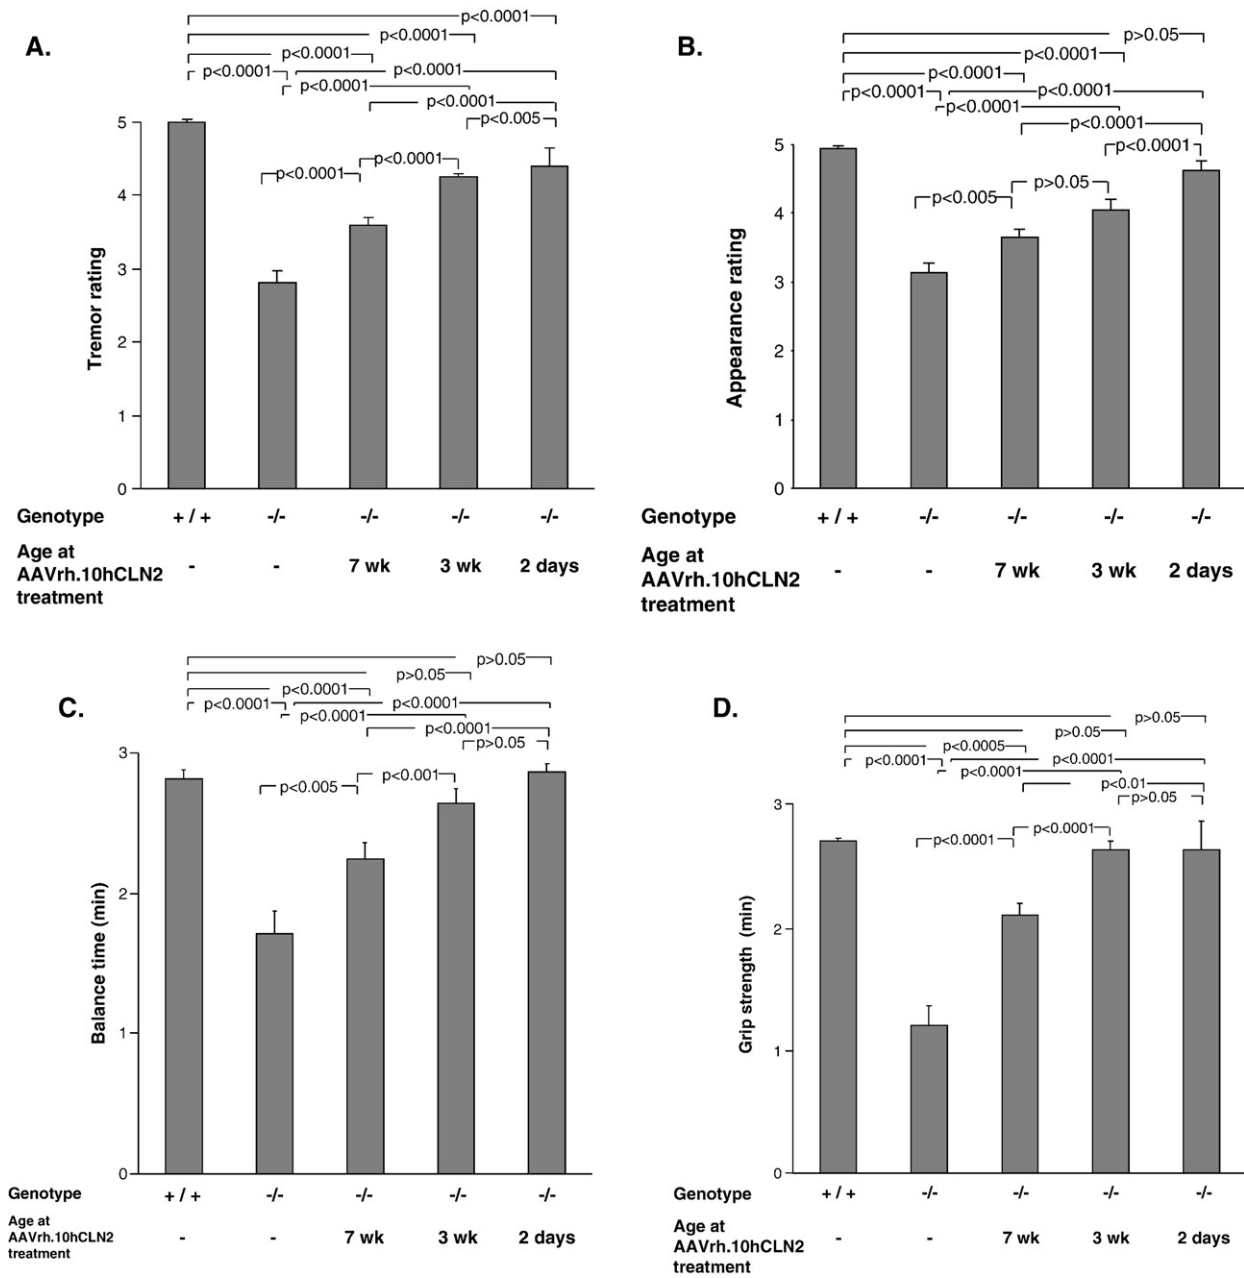 A.
p<0.0001
p<0.0001
p<0.0001
p<0.0001 p<0.0001
p<0.0001
p<0.0001
p<0.005
p<0.0001
p<0.0001
5
4
3
2
1
0
Tremor rating
Genotype +/+ -/- -/- -/- -/-
Age at
AAVrh.10hCLN2 - - 7 wk 3 wk 2 days
treatment
B.
p>0.05
p<0.0001
p<0.0001
p<0.0001 p<0.0001
p<0.0001
p<0.0001
p<0.0001
p>0.05
p<0.005
5
4
3
2
1
0
Appearance rating
Genotype +/+ -/- -/- -/- -/-
Age at
AAVrh.10hCLN2 - - 7 wk 3 wk 2 days
treatment
C.
p>0.05
p>0.05
p<0.0001
p<0.0001 p<0.0001
p<0.0001
p<0.0001
p>0.05
p<0.001
p<0.005
3
2
1
0
Balance time (min)
Genotype +/+ -/- -/- -/- -/-
Age at
AAVrh.10hCLN2 - - 7 wk 3 wk 2 days
treatment
D.
p>0.05
p>0.05
p<0.0005
p<0.0001 p<0.0001
p<0.0001
p<0.01
p>0.05
p<0.0001
p<0.0001
3
2
1
0
Grip strength (min)
Genotype +/+ -/- -/- -/- -/-
Age at
AAVrh.10hCLN2 - - 7 wk 3 wk 2 days
treatment